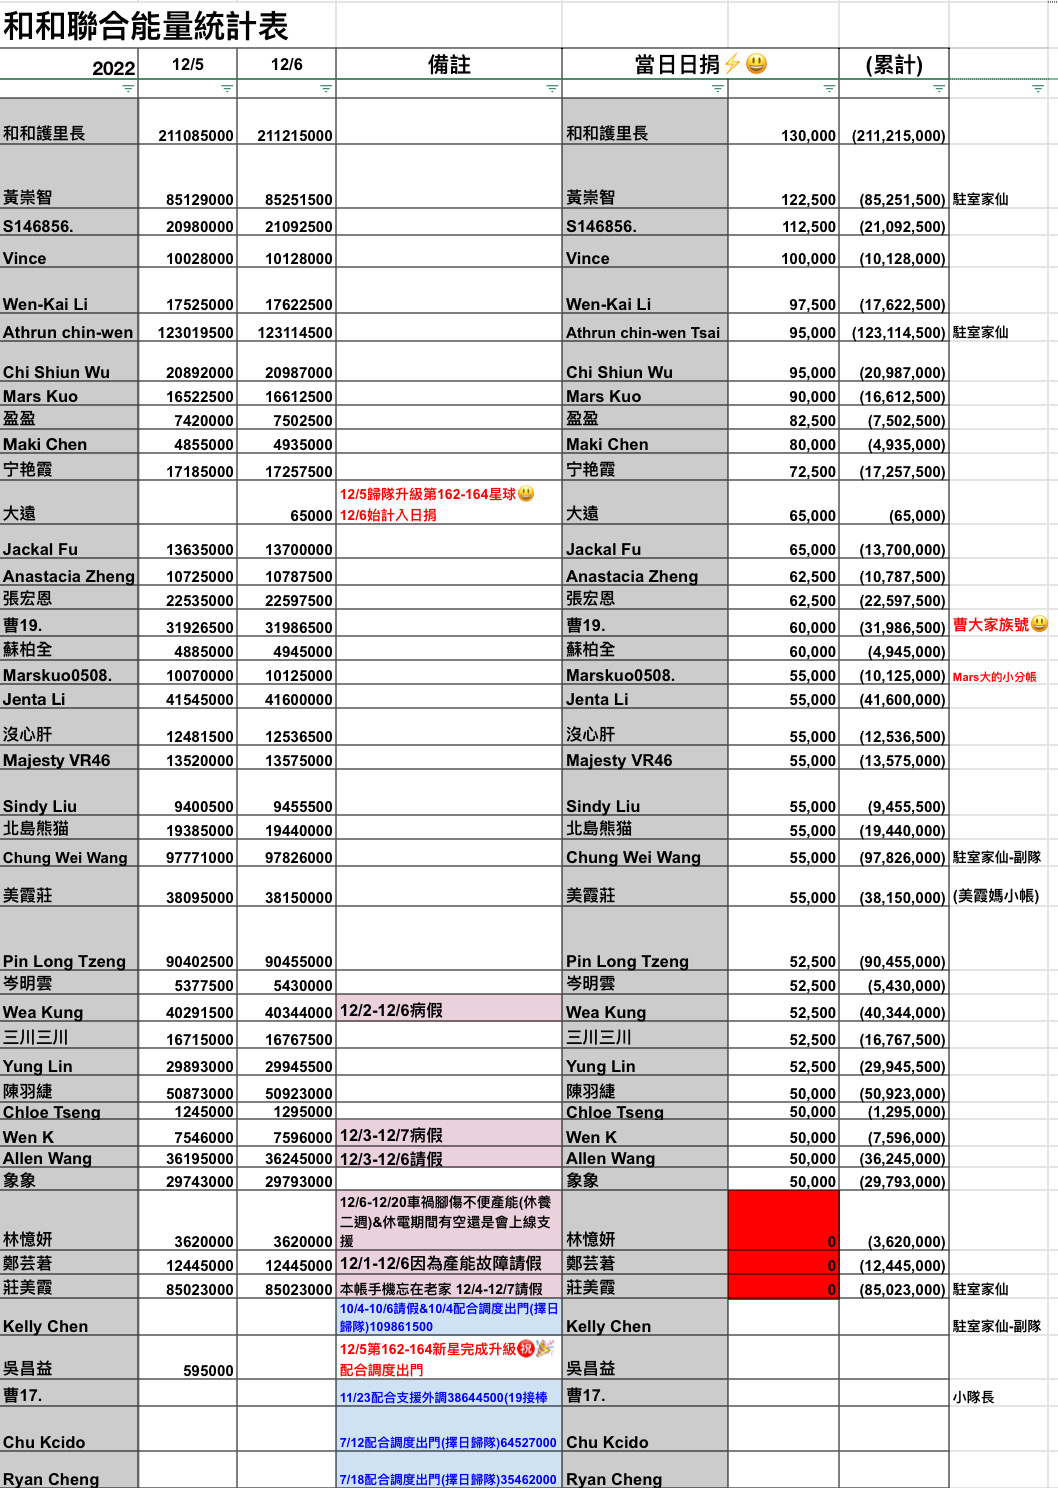 和和聯合能量統計表
2022 12/5 12/6 備註 當日日捐⚡😃 (累計)
和和護里長 211085000 211215000 和和護里長 130,000 (211,215,000)
黃崇智 85129000 85251500 黃崇智 122,500 (85,251,500) 駐室家仙
S146856. 20980000 21092500 S146856. 112,500 (21,092,500)
Vince 10028000 10128000 Vince 100,000 (10,128,000)
Wen-Kai Li 17525000 17622500 Wen-Kai Li 97,500 (17,622,500)
Athrun chin-wen 123019500 123114500 Athrun chin-wen Tsai 95,000 (123,114,500) 駐室家仙
Chi Shiun Wu 20892000 20987000 Chi Shiun Wu 95,000 (20,987,000)
Mars Kuo 16522500 16612500 Mars Kuo 90,000 (16,612,500)
盈盈 7420000 7502500 盈盈 82,500 (7,502,500)
Maki Chen 4855000 4935000 Maki Chen 80,000 (4,935,000)
宁艳霞 17185000 17257500 宁艳霞 72,500 (17,257,500)
12/5歸隊升級第162-164星球😃
大遠 65000 12/6始計入日捐 大遠 65,000 (65,000)
Jackal Fu 13635000 13700000 Jackal Fu 65,000 (13,700,000)
Anastacia Zheng 10725000 10787500 Anastacia Zheng 62,500 (10,787,500)
張宏恩 22535000 22597500 張宏恩 62,500 (22,597,500)
曹19. 31926500 31986500 曹19. 60,000 (31,986,500) 曹大家族號😃
蘇柏全 4885000 4945000 蘇柏全 60,000 (4,945,000)
Marskuo0508. 10070000 10125000 Marskuo0508. 55,000 (10,125,000) Mars大的小分帳
Jenta Li 41545000 41600000 Jenta Li 55,000 (41,600,000)
沒心肝 12481500 12536500 沒心肝 55,000 (12,536,500)
Majesty VR46 13520000 13575000 Majesty VR46 55,000 (13,575,000)
Sindy Liu 9400500 9455500 Sindy Liu 55,000 (9,455,500)
北島熊猫 19385000 19440000 北島熊猫 55,000 (19,440,000)
Chung Wei Wang 97771000 97826000 Chung Wei Wang 55,000 (97,826,000) 駐室家仙-副隊
美霞莊 38095000 38150000 美霞莊 55,000 (38,150,000) (美霞媽小帳)
Pin Long Tzeng 90402500 90455000 Pin Long Tzeng 52,500 (90,455,000)
岑明雲 5377500 5430000 岑明雲 52,500 (5,430,000)
Wea Kung 40291500 40344000 12/2-12/6病假 Wea Kung 52,500 (40,344,000)
三川三川 16715000 16767500 三川三川 52,500 (16,767,500)
Yung Lin 29893000 29945500 Yung Lin 52,500 (29,945,500)
陳羽緁 50873000 50923000 陳羽緁 50,000 (50,923,000)
Chloe Tseng 1245000 1295000 Chloe Tseng 50,000 (1,295,000)
Wen K 7546000 7596000 12/3-12/7病假 Wen K 50,000 (7,596,000)
Allen Wang 36195000 36245000 12/3-12/6請假 Allen Wang 50,000 (36,245,000)
象象 29743000 29793000 象象 50,000 (29,793,000)
12/6-12/20車禍腳傷不便產能(休養
二週)&休電期間有空還是會上線支
林憶妍 3620000 3620000 援 林憶妍 0 (3,620,000)
鄭芸著 12445000 12445000 12/1-12/6因為產能故障請假 鄭芸著 0 (12,445,000)
莊美霞 85023000 85023000 本帳手機忘在老家 12/4-12/7請假 莊美霞 0 (85,023,000) 駐室家仙
10/4-10/6請假&10/4配合調度出門(擇日
Kelly Chen 歸隊)109861500 Kelly Chen 駐室家仙-副隊
12/5第162-164新星完成升級㊗️🎉
吳昌益 595000 配合調度出門 吳昌益
曹17. 11/23配合支援外調38644500(19接棒 曹17. 小隊長
Chu Kcido 7/12配合調度出門(擇日歸隊)64527000 Chu Kcido
Ryan Cheng 7/18配合調度出門(擇日歸隊)35462000 Ryan Cheng